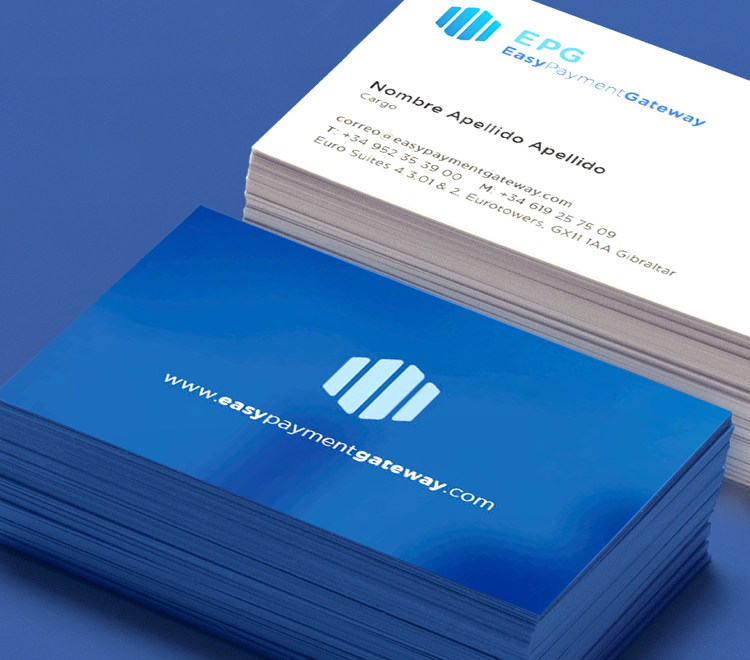 EPG
EasyPaymentGateway
Nombre Apellido Apellido
Cargo
correo@easypaymentgateway.com
T: +34 952 35 39 00 M: +34 619 25 75 09
Euro Suites 4.3.01 & 2. Eurotowers, GX11 1AA Gibraltar
www.easypaymentgateway.com